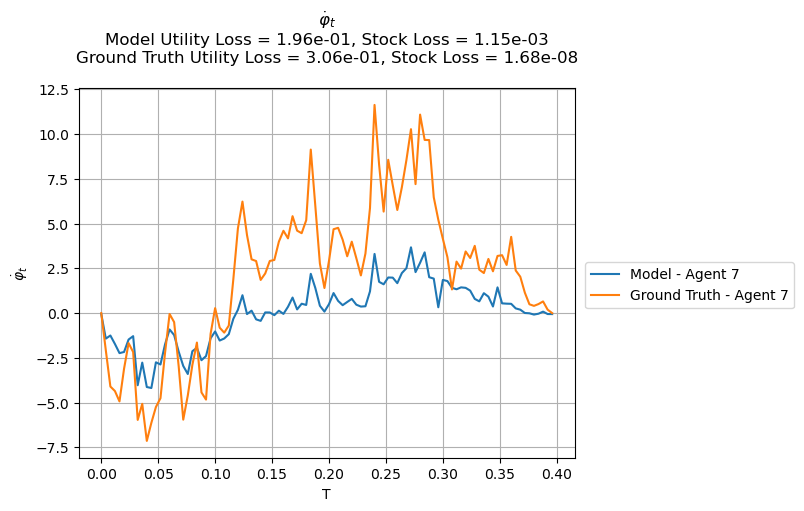 φ̇ₜ
Model Utility Loss = 1.96e-01, Stock Loss = 1.15e-03
Ground Truth Utility Loss = 3.06e-01, Stock Loss = 1.68e-08
12.5
10.0
7.5
5.0
2.5
0.0
−2.5
−5.0
−7.5
φ̇ₜ
0.00 0.05 0.10 0.15 0.20 0.25 0.30 0.35 0.40
T
Model - Agent 7
Ground Truth - Agent 7